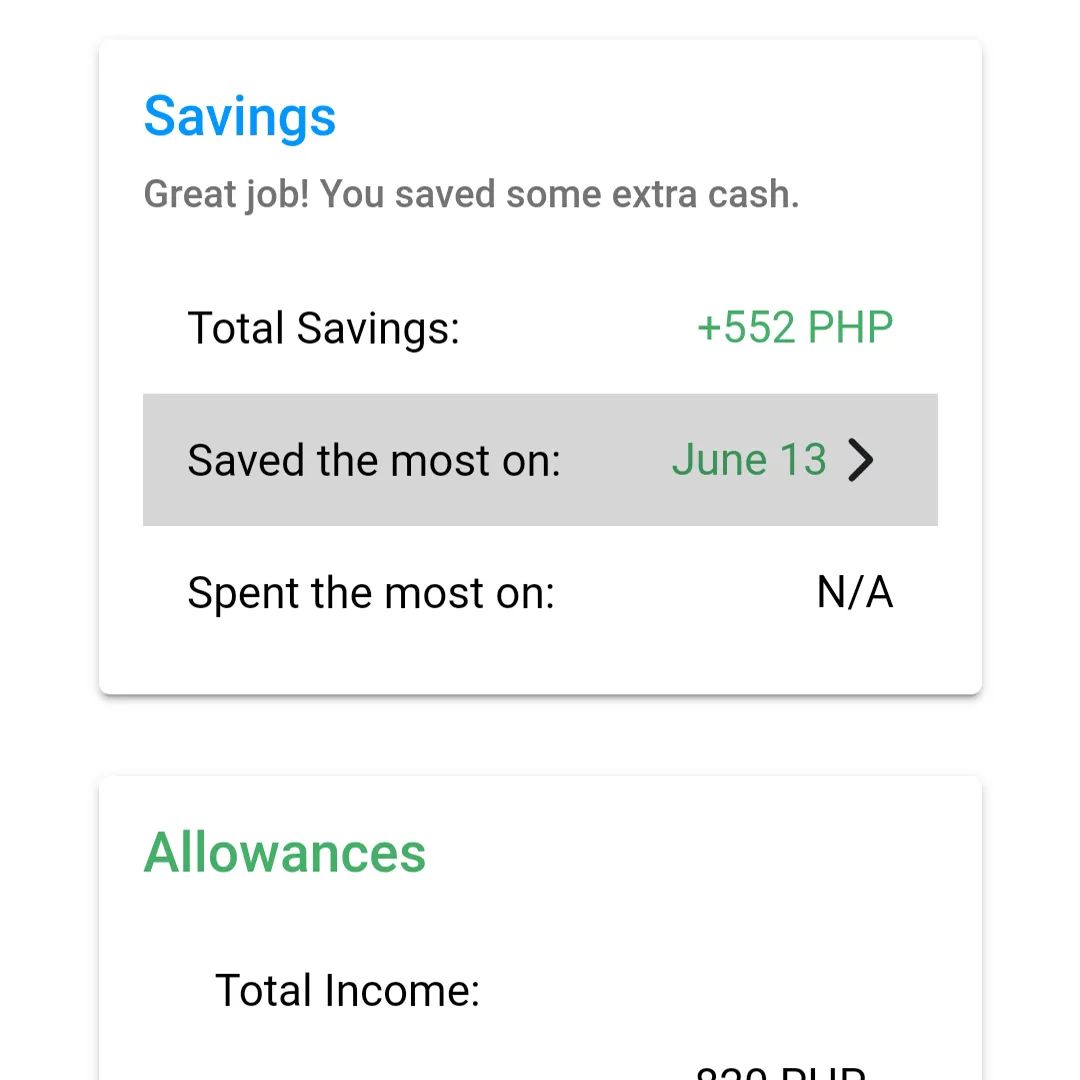 Savings
Great job! You saved some extra cash.
Total Savings: +552 PHP
Saved the most on: June 13
Spent the most on: N/A
Allowances
Total Income:
PHP